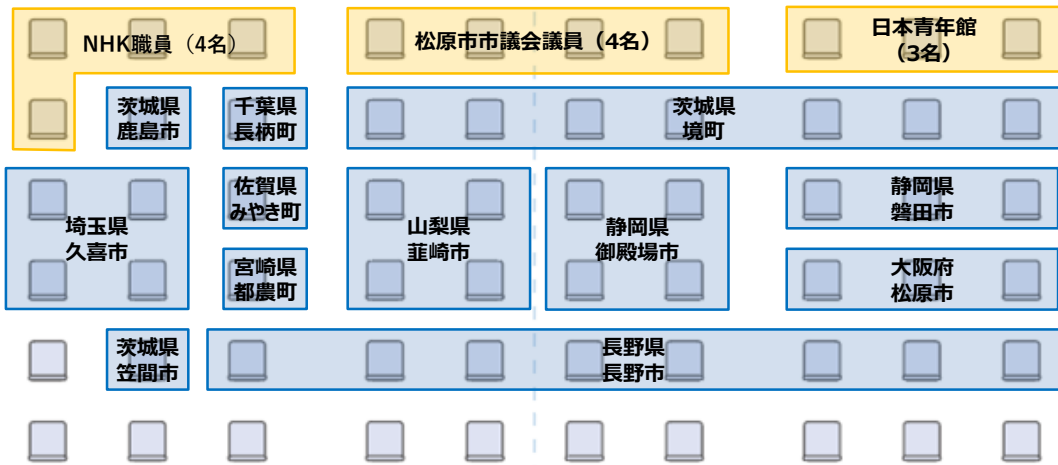 NHK職員（4名）
松原市市議会議員（4名）
日本青年館
（3名）
茨城県
鹿島市
千葉県
長柄町
茨城県
境町
埼玉県
久喜市
佐賀県
みやき町
山梨県
韮崎市
静岡県
御殿場市
静岡県
磐田市
宮崎県
都農町
大阪府
松原市
茨城県
笠間市
長野県
長野市